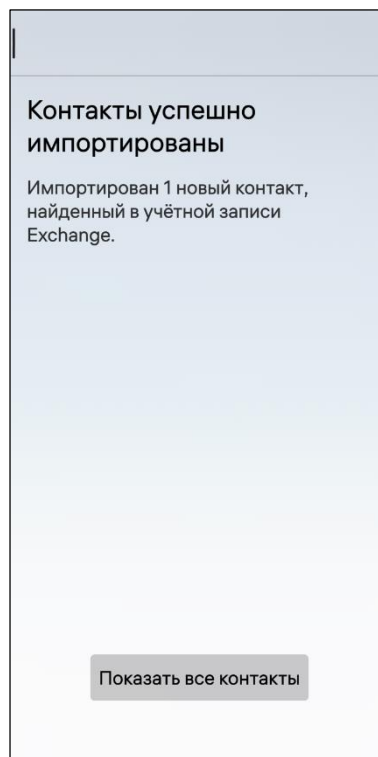 Контакты успешно
импортированы
Импортирован 1 новый контакт,
найденный в учётной записи
Exchange.
Показать все контакты